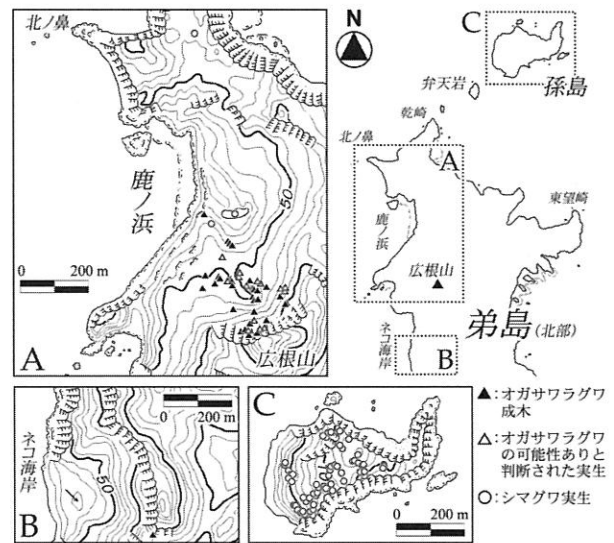 北ノ鼻
鹿ノ浜
50
0 200 m
A
広根山
N
C
孫島
弁天岩
乾崎
北ノ鼻
A
東望崎
鹿ノ浜
広根山
弟島(北部)
ネコ海岸
B
0 200 m
ネコ海岸
50
B
C
0 200 m
▲:オガサワラグワ
成木
△:オガサワラグワ
の可能性ありと
判断された実生
○:シマグワ実生